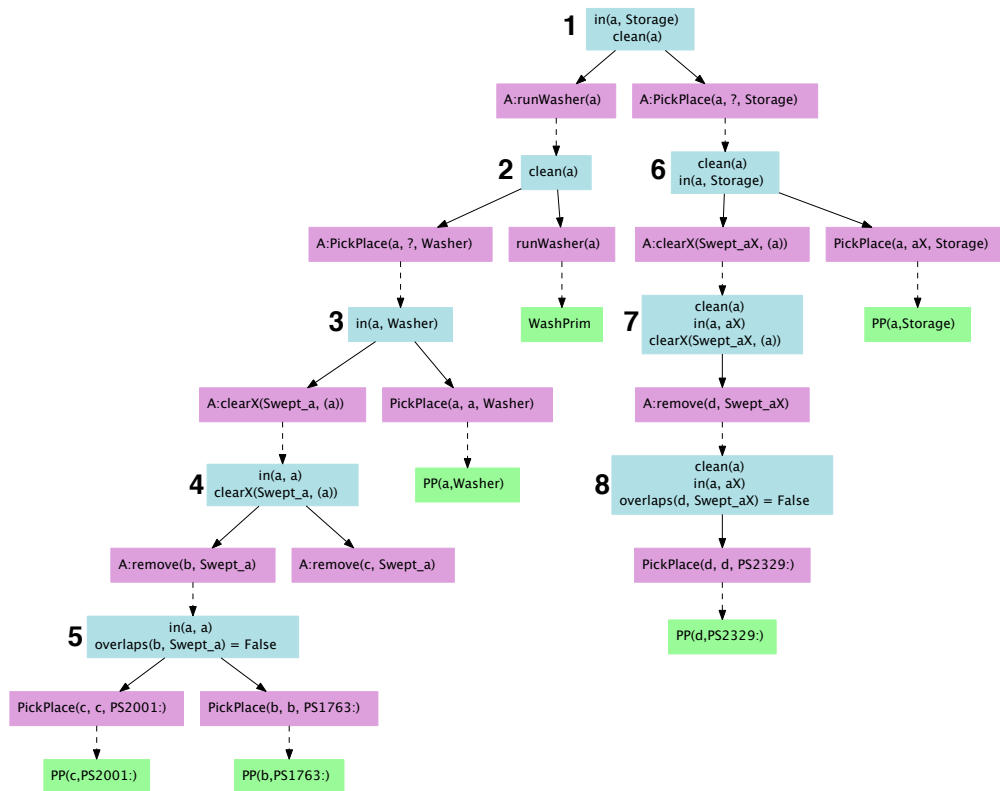 1
in(a, Storage)
clean(a)
A:runWasher(a)
A:PickPlace(a, ?, Storage)
2
clean(a)
6
clean(a)
in(a, Storage)
A:PickPlace(a, ?, Washer)
runWasher(a)
A:clearX(Swept_aX, (a))
PickPlace(a, aX, Storage)
3
in(a, Washer)
WashPrim
7
clean(a)
in(a, aX)
clearX(Swept_aX, (a))
PP(a,Storage)
A:clearX(Swept_a, (a))
PickPlace(a, a, Washer)
A:remove(d, Swept_aX)
4
in(a, a)
clearX(Swept_a, (a))
PP(a,Washer)
8
clean(a)
in(a, aX)
overlaps(d, Swept_aX) = False
A:remove(b, Swept_a)
A:remove(c, Swept_a)
PickPlace(d, d, PS2329:)
5
in(a, a)
overlaps(b, Swept_a) = False
PP(d,PS2329:)
PickPlace(c, c, PS2001:)
PickPlace(b, b, PS1763:)
PP(c,PS2001:)
PP(b,PS1763:)